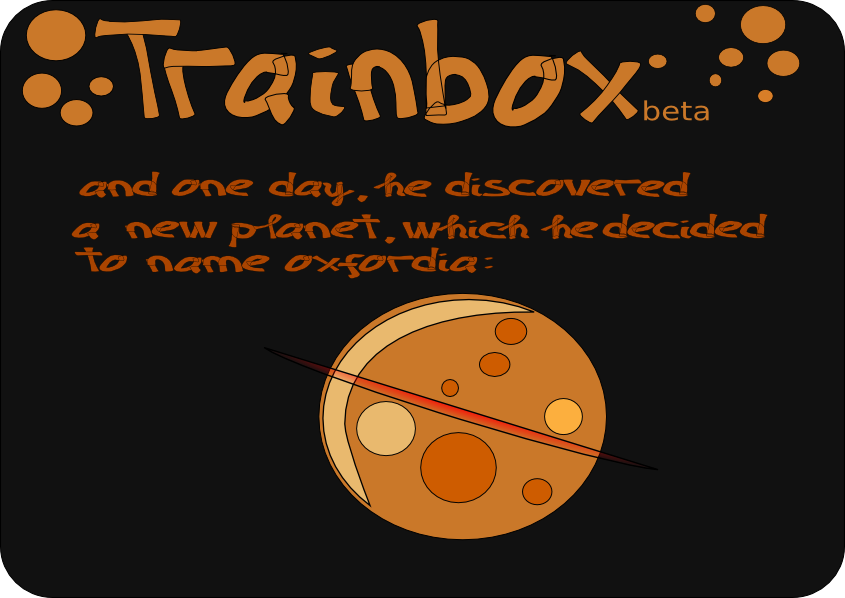 Trainbox
beta
and one day, he discovered
a new planet, which he decided
to name oxfordia: